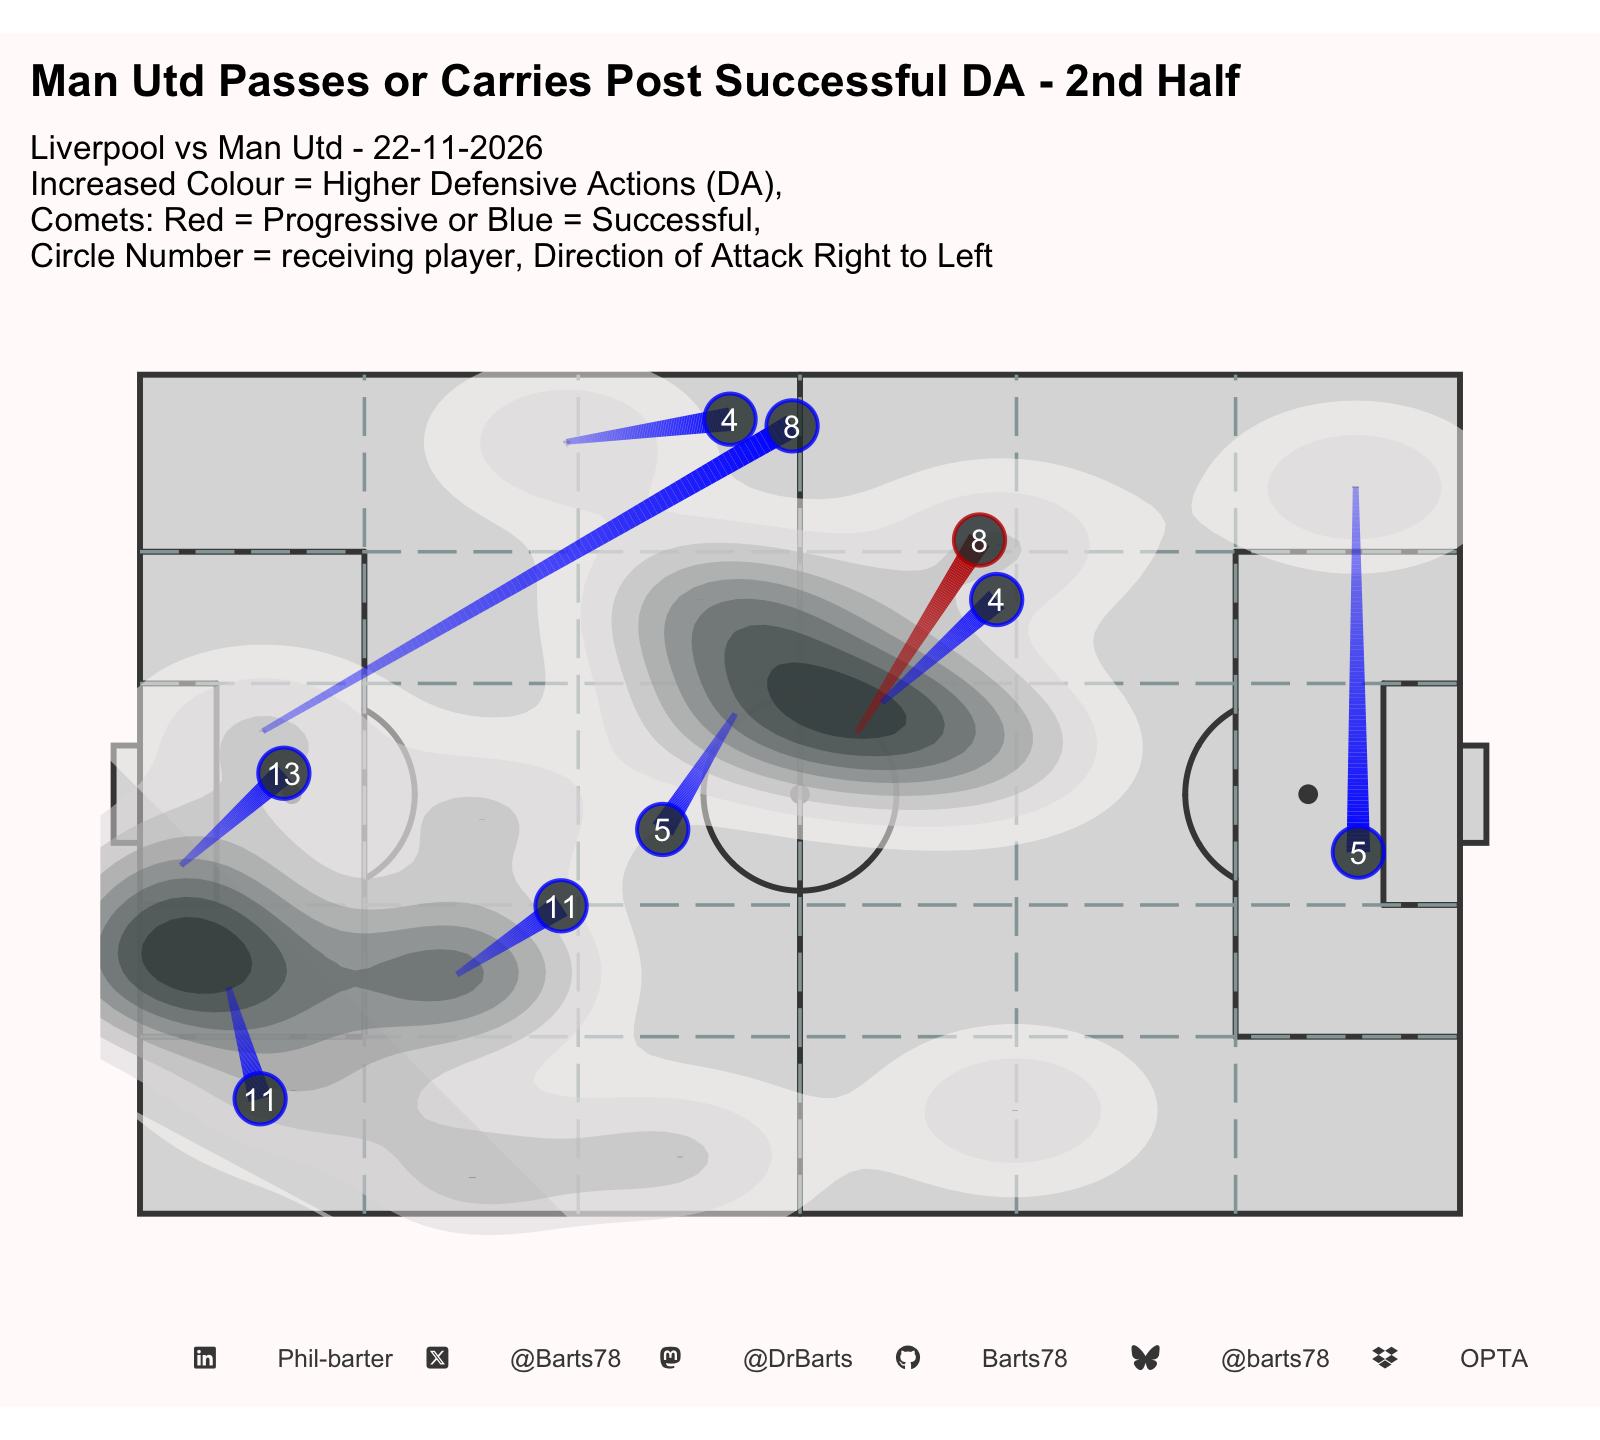 Man Utd Passes or Carries Post Successful DA - 2nd Half
Liverpool vs Man Utd - 22-11-2026
Increased Colour = Higher Defensive Actions (DA),
Comets: Red = Progressive or Blue = Successful,
Circle Number = receiving player, Direction of Attack Right to Left
4
8
8
4
13
5
5
11
11
Phil-barter @Barts78 @DrBarts Barts78 @barts78 OPTA